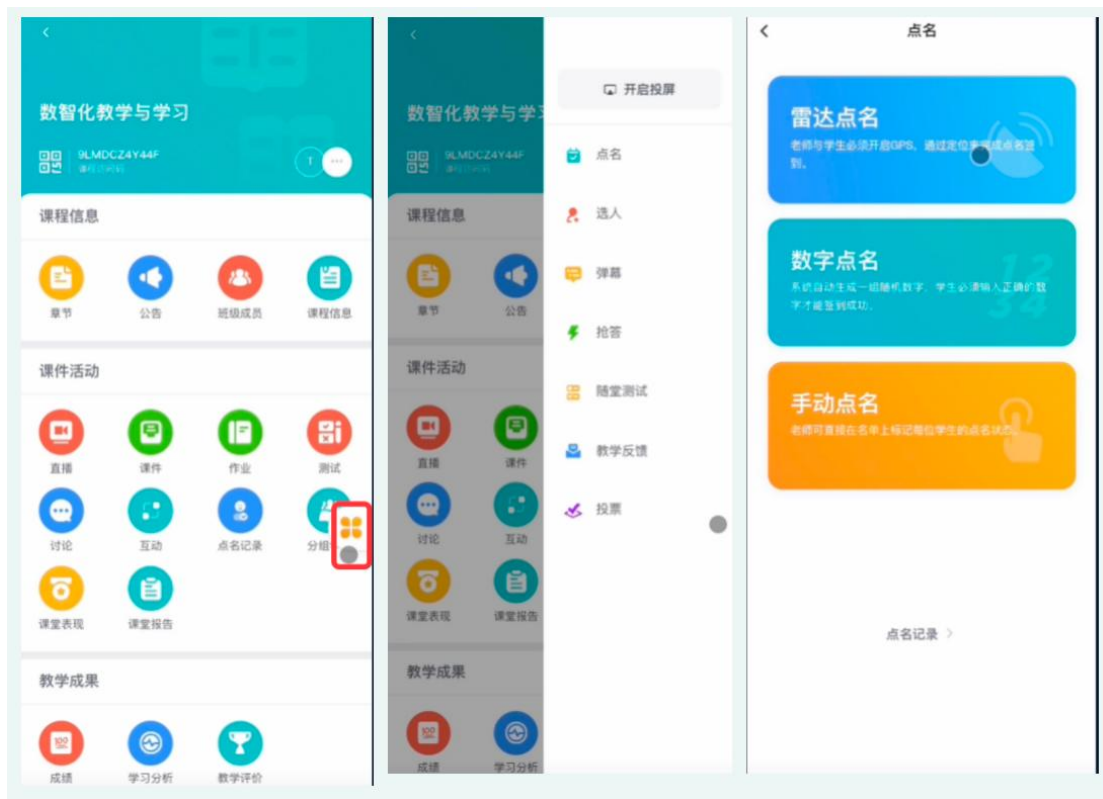 数智化教学与学习
9LMDCZ4Y44F
课程访问码
T
课程信息
章节
公告
班级成员
课程信息
课件活动
直播
课件
作业
测试
讨论
互动
点名记录
分组
课堂表现
课堂报告
教学成果
100
成绩
学习分析
教学评价
数智化教学与学习
9LMDCZ4Y44F
课程信息
章节
公告
课件活动
直播
课件
讨论
互动
课堂表现
课堂报告
教学成果
100
成绩
学习分析
开启投屏
点名
选人
弹幕
抢答
随堂测试
教学反馈
投票
点名
雷达点名
老师与学生必须开启GPS、通过定位来完成点名签
到。
数字点名
系统自动生成一组随机数字、学生必须输入正确的数
字才能签到成功。
12
34
手动点名
老师可直接在名单上标记每位学生的点名状态。
点名记录